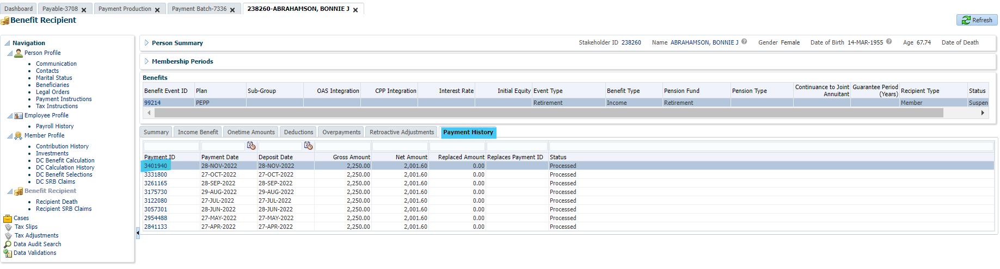 Dashboard Payable-3708 Payment Production Payment Batch-7336 238260-ABRAHAMSON, BONNIE J
Benefit Recipient Refresh
Navigation
Person Profile
Communication
Contacts
Marital Status
Beneficiaries
Legal Orders
Payment Instructions
Tax Instructions
Employee Profile
Payroll History
Member Profile
Contribution History
Investments
DC Benefit Calculation
DC Calculation History
DC Benefit Selections
DC SRB Claims
Benefit Recipient
Recipient Death
Recipient SRB Claims
Cases
Tax Slips
Tax Adjustments
Data Audit Search
Data Validations
Person Summary Stakeholder ID 238260 Name ABRAHAMSON, BONNIE J Gender Female Date of Birth 14-MAR-1955 Age 67.74 Date of Death
Membership Periods
Benefits
Benefit Event ID Plan Sub-Group OAS Integration CPP Integration Interest Rate Initial Equity Event Type Benefit Type Pension Fund Pension Type Continuance to Joint Annuitant Guarantee Period (Years) Recipient Type Status
99214 PEPP Retirement Income Retirement Member Suspen
Summary Income Benefit Onetime Amounts Deductions Overpayments Retroactive Adjustments Payment History
Payment ID Payment Date Deposit Date Gross Amount Net Amount Replaced Amount Replaces Payment ID Status
3401940 28-NOV-2022 28-NOV-2022 2,250.00 2,001.60 0.00 Processed
3331800 27-OCT-2022 27-OCT-2022 2,250.00 2,001.60 0.00 Processed
3261165 28-SEP-2022 28-SEP-2022 2,250.00 2,001.60 0.00 Processed
3175730 29-AUG-2022 29-AUG-2022 2,250.00 2,001.60 0.00 Processed
3122080 27-JUL-2022 27-JUL-2022 2,250.00 2,001.60 0.00 Processed
3057301 28-JUN-2022 28-JUN-2022 2,250.00 2,001.60 0.00 Processed
2954488 27-MAY-2022 27-MAY-2022 2,250.00 2,001.60 0.00 Processed
2841133 27-APR-2022 27-APR-2022 2,250.00 2,001.60 0.00 Processed